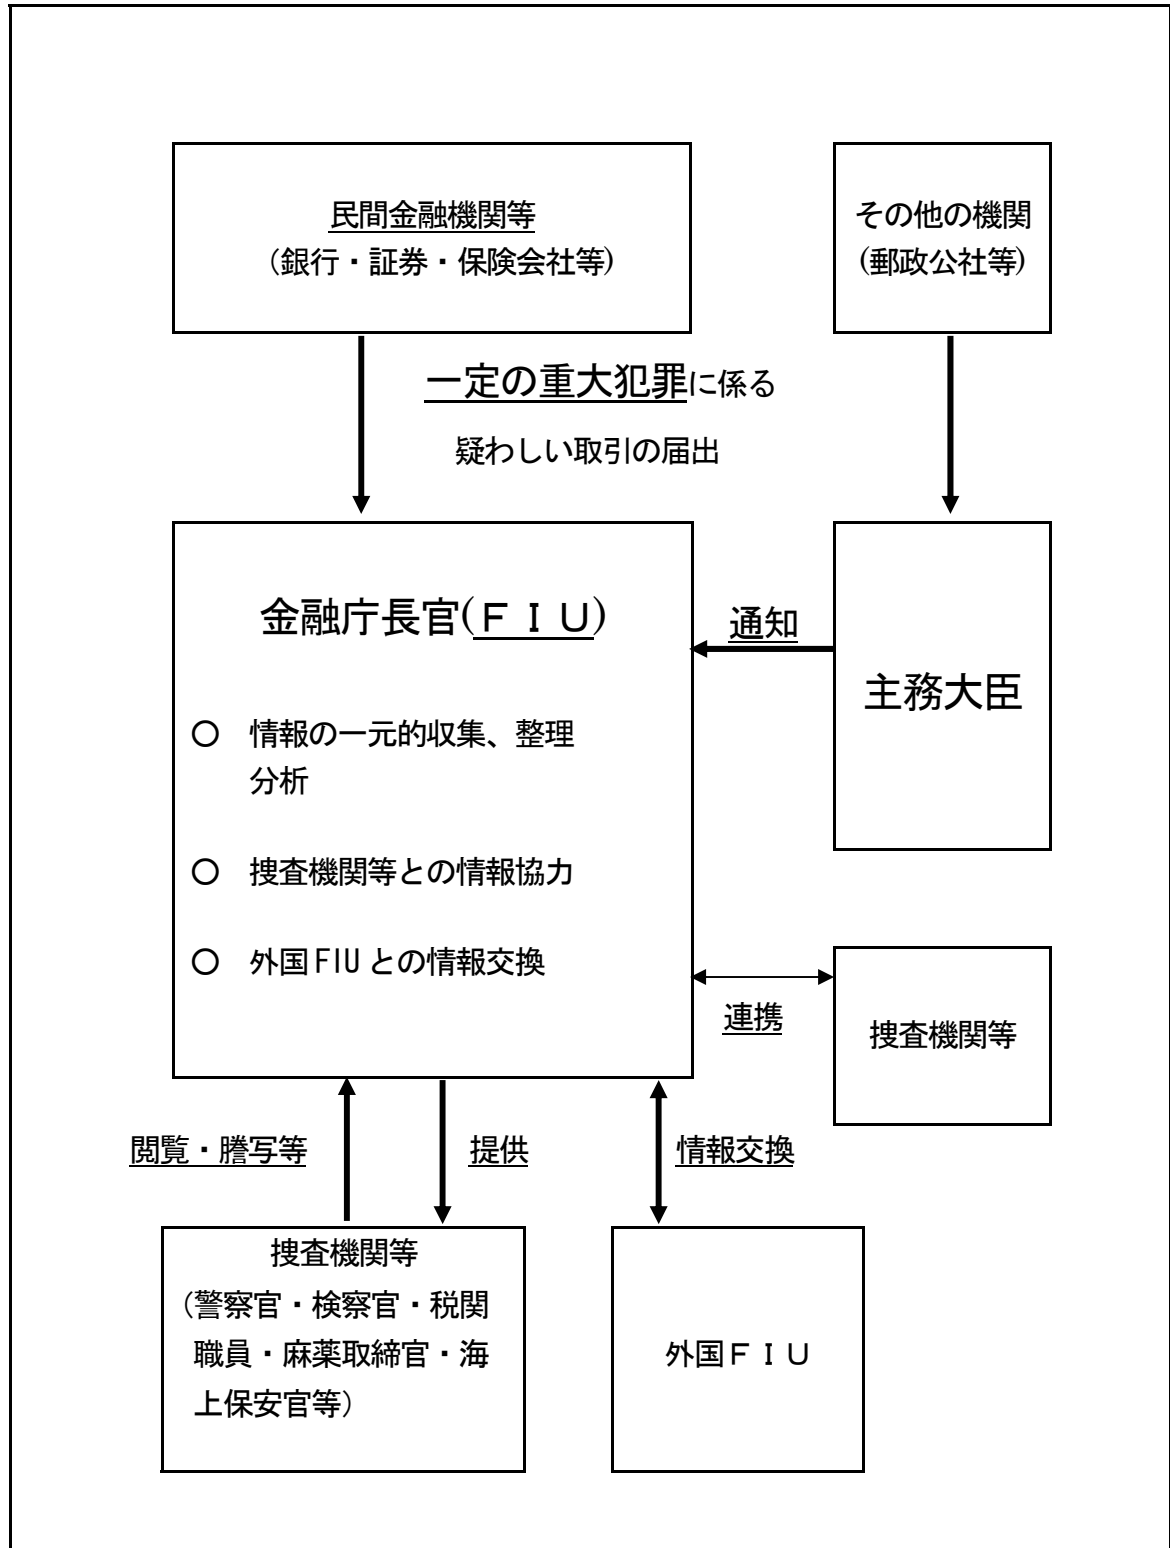 民間金融機関等
（銀行・証券・保険会社等)
その他の機関
(郵政公社等)
一定の重大犯罪に係る
疑わしい取引の届出
金融庁長官(ＦＩＵ)
〇　情報の一元的収集、整理
分析
〇　捜査機関等との情報協力
〇　外国FIUとの情報交換
通知
主務大臣
連携
捜査機関等
閲覧・謄写等
提供
情報交換
捜査機関等
（警察官・検察官・税関
職員・麻薬取締官・海
上保安官等）
外国ＦＩＵ